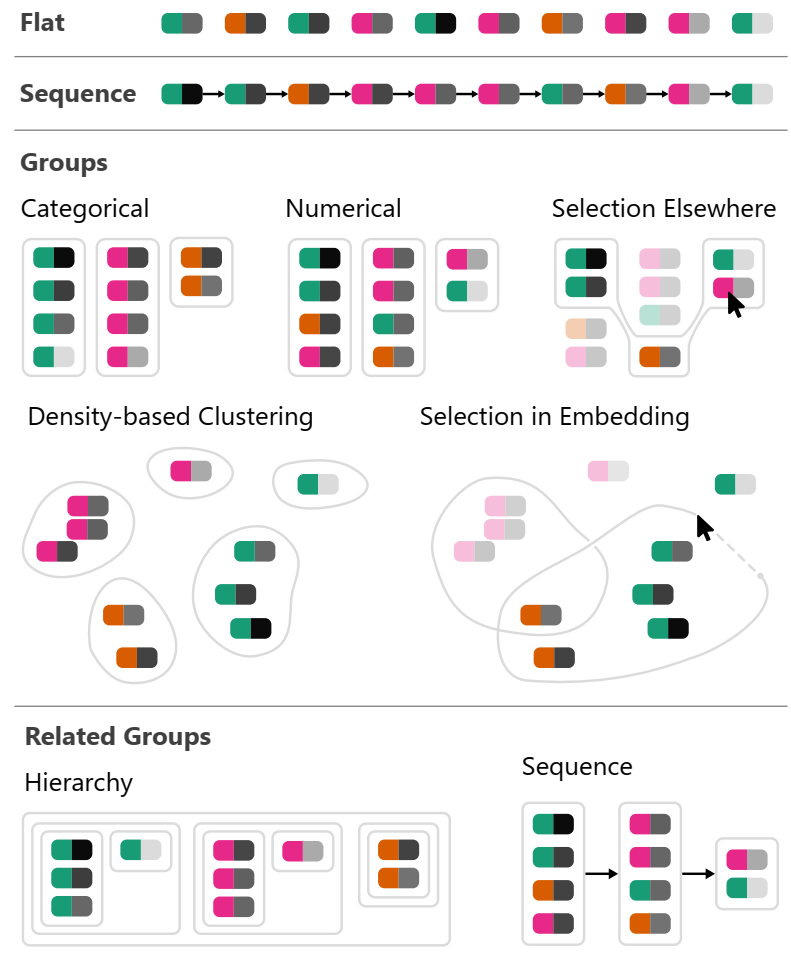 Flat
Sequence
Groups
Categorical
Numerical
Selection Elsewhere
Density-based Clustering
Selection in Embedding
Related Groups
Hierarchy
Sequence